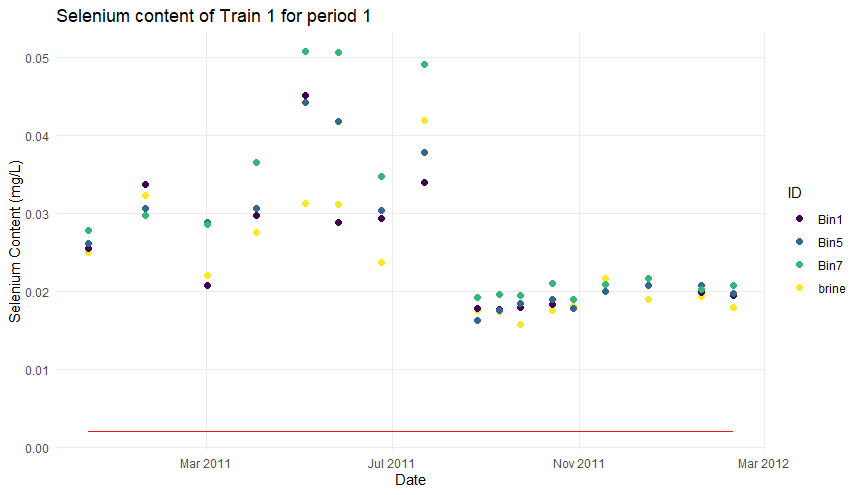 Selenium content of Train 1 for period 1
Selenium Content (mg/L)
0.05
0.04
0.03
0.02
0.01
0.00
Mar 2011
Jul 2011
Nov 2011
Mar 2012
Date
ID
Bin1
Bin5
Bin7
brine